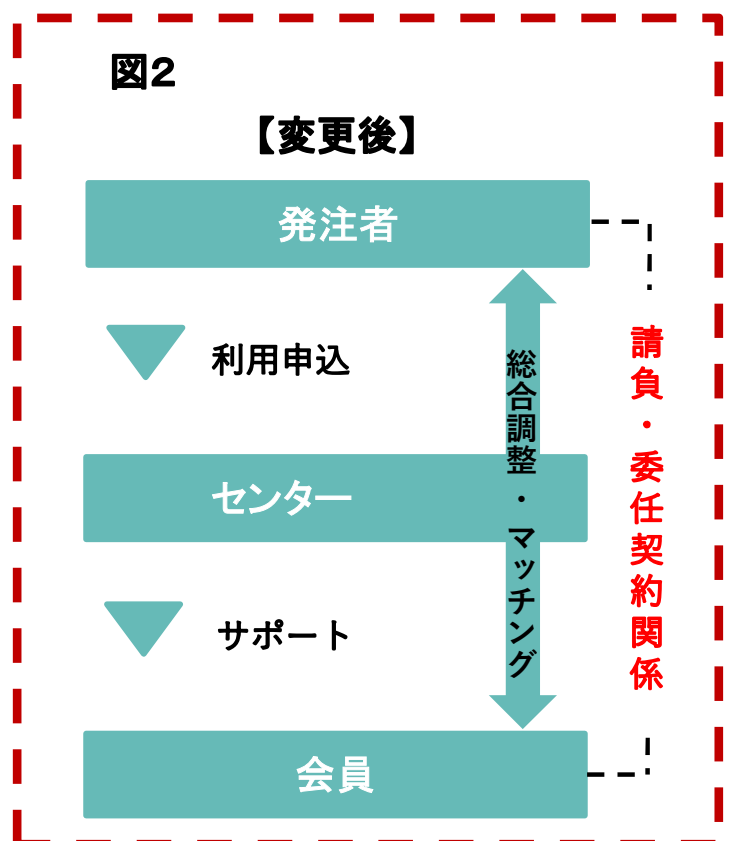 図2
【変更後】
発注者
利用申込
センター
サポート
会員
総合調整・マッチング
請負・委任契約関係